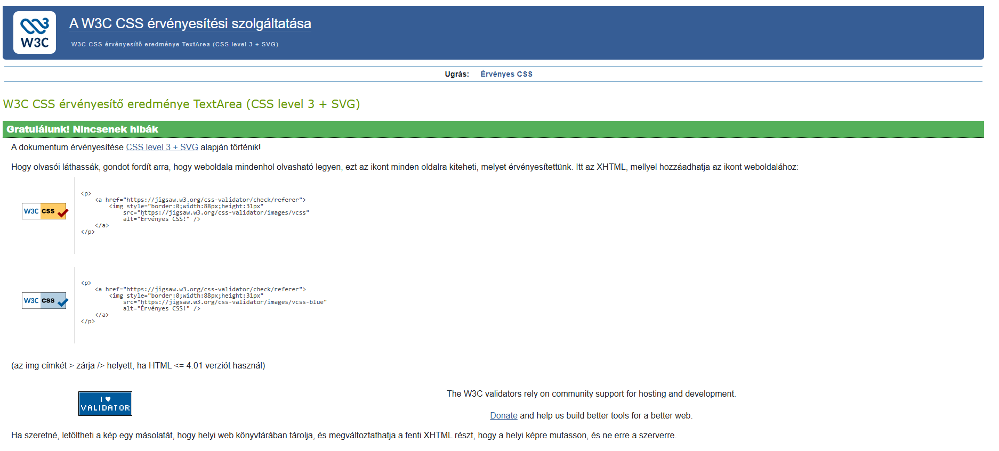 W3C
A W3C CSS érvényesítési szolgáltatása
W3C CSS érvényesítő eredménye TextArea (CSS level 3 + SVG)
Ugrás: Érvényes CSS
W3C CSS érvényesítő eredménye TextArea (CSS level 3 + SVG)
Gratulálunk! Nincsenek hibák
A dokumentum érvényesítése CSS level 3 + SVG alapján történik!
Hogy olvasói láthassák, gondot fordít arra, hogy weboldala mindenhol olvasható legyen, ezt az ikont minden oldalra kiteheti, melyet érvényesítettünk. Itt az XHTML, mellyel hozzáadhatja az ikont weboldalához:
W3C css
<p>
<a href="https://jigsaw.w3.org/css-validator/check/referer">
<img style="border:0;width:88px;height:31px"
src="https://jigsaw.w3.org/css-validator/images/vcss"
alt="Érvényes CSS!" />
</a>
</p>
W3C css
<p>
<a href="https://jigsaw.w3.org/css-validator/check/referer">
<img style="border:0;width:88px;height:31px"
src="https://jigsaw.w3.org/css-validator/images/vcss-blue"
alt="Érvényes CSS!" />
</a>
</p>
(az img címkét > zárja /> helyett, ha HTML <= 4.01 verziót használ)
I ♥
VALIDATOR
The W3C validators rely on community support for hosting and development.
Donate and help us build better tools for a better web.
Ha szeretné, letöltheti a kép egy másolatát, hogy helyi web könyvtárában tárolja, és megváltoztathatja a fenti XHTML részt, hogy a helyi képre mutasson, és ne erre a szerverre.